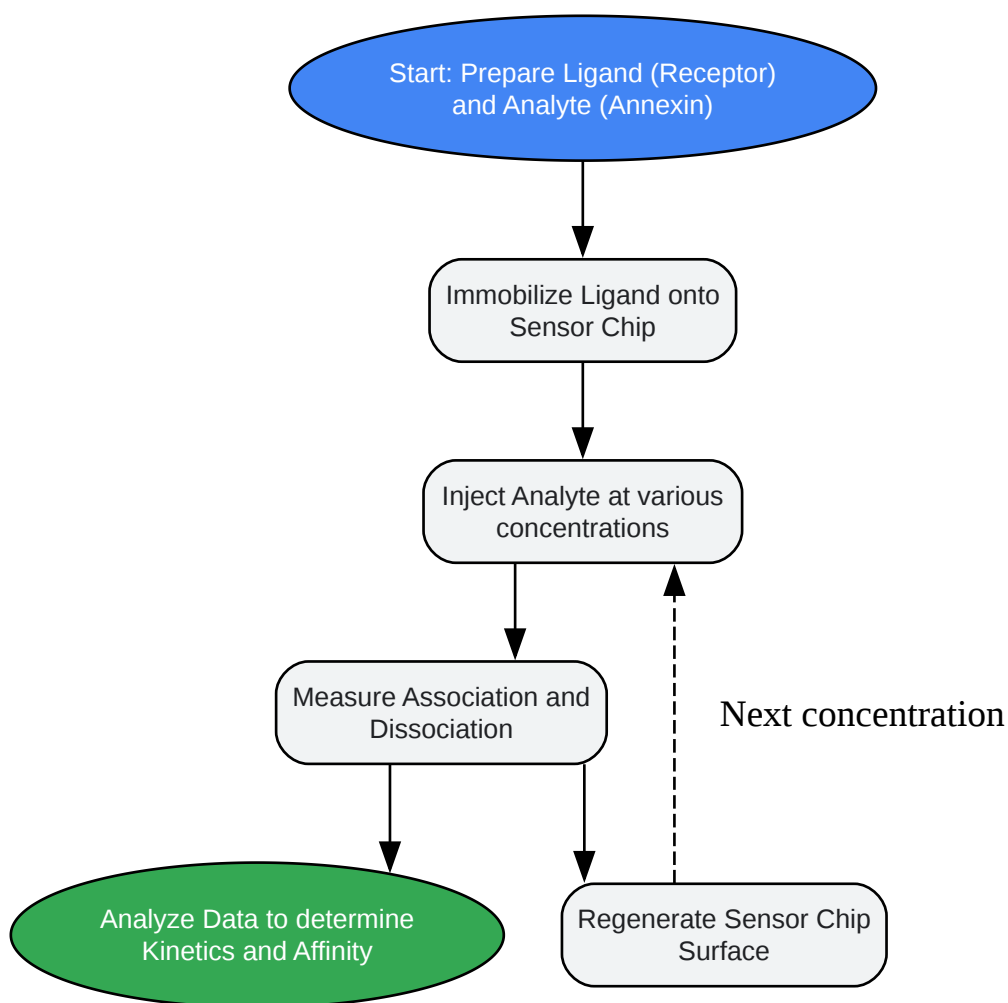 Start: Prepare Ligand (Receptor)
and Analyte (Annexin)
Immobilize Ligand onto
Sensor Chip
Inject Analyte at various
concentrations
Measure Association and
Dissociation
Next concentration
Analyze Data to determine
Kinetics and Affinity
Regenerate Sensor Chip
Surface